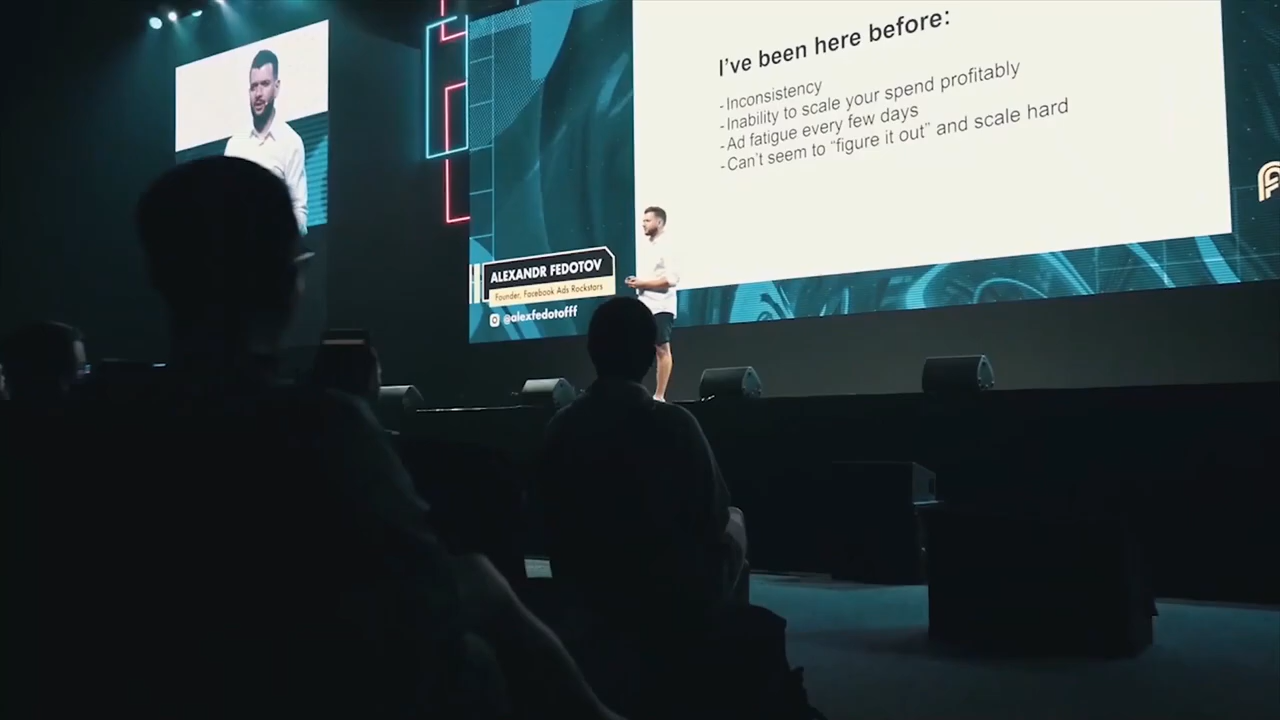 I've been here before:
-Inconsistency
-Inability to scale your spend profitably
-Ad fatigue every few days
-Can't seem to "figure it out" and scale hard
ALEXANDR FEDOTOV
Founder, Facebook Ads Rockstars
@alexfedotofff